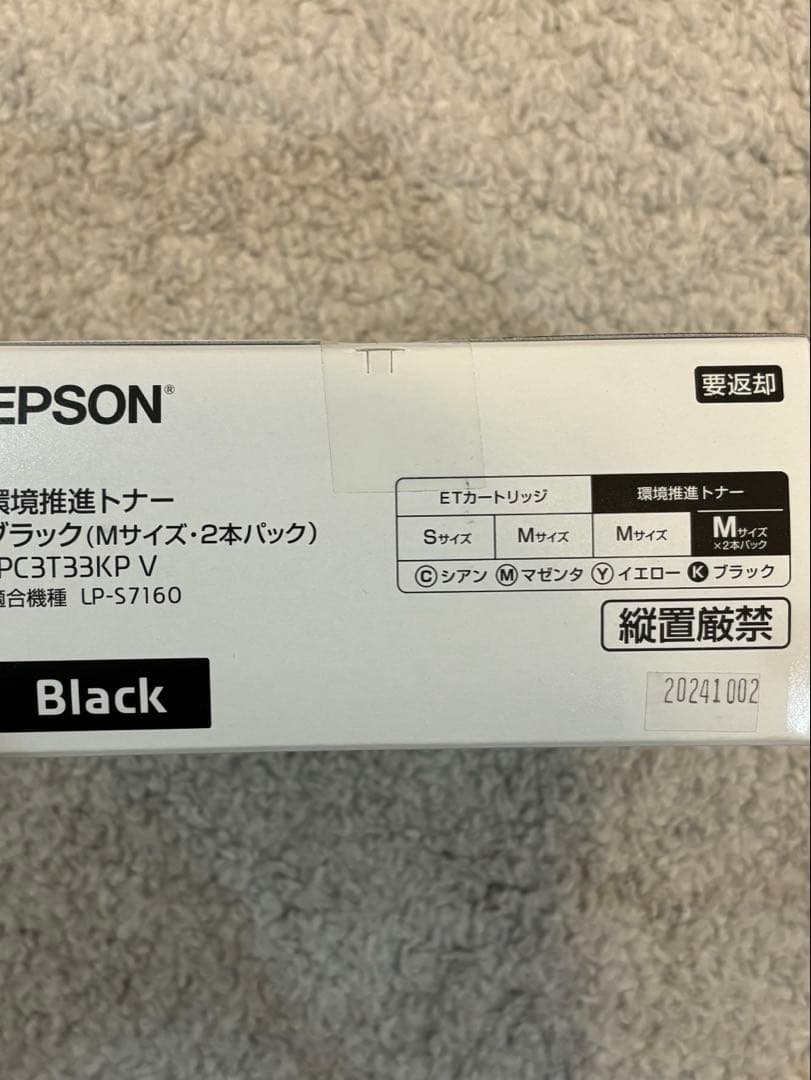 EPSON®
環境推進トナー
ブラック(Mサイズ・2本パック)
LPC3T33KP V
適合機種 LP-S7160
Black
要返却
ETカートリッジ 環境推進トナー
Sサイズ Mサイズ Mサイズ Mサイズ ×2本パック
Ⓒシアン Ⓜマゼンタ Ⓨイエロー 🅚ブラック
縦置厳禁
20241002